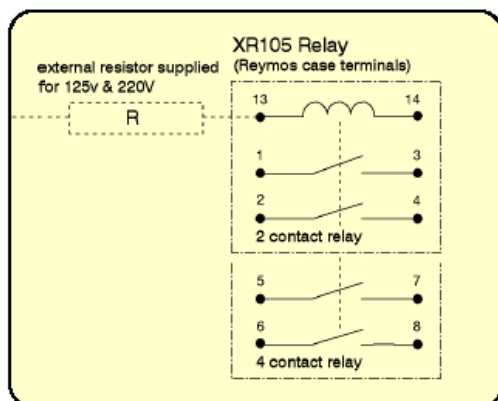 XR105 Relay
(Reymos case terminals)
external resistor supplied
for 125v & 220V
R
13 14
1 3
2 4
2 contact relay
5 7
6 8
4 contact relay